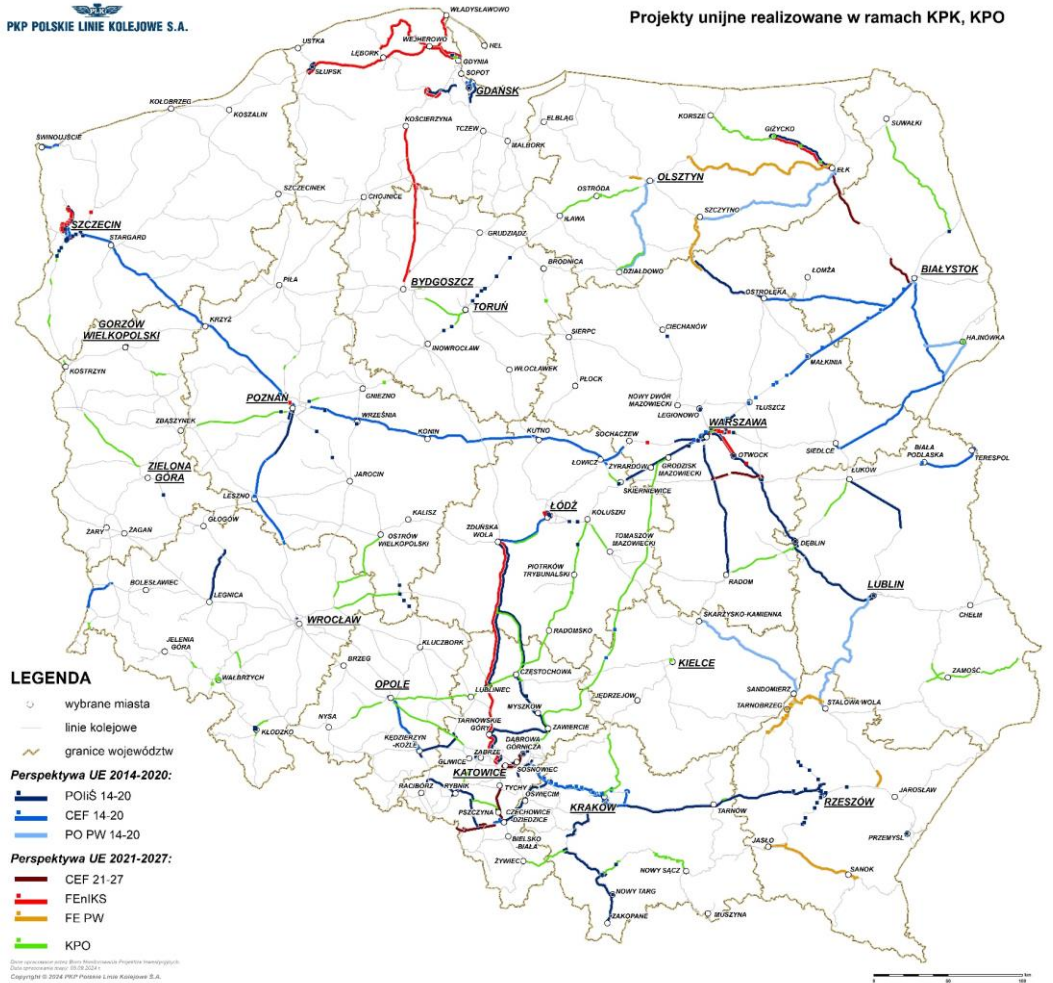 PKP
PKP POLSKIE LINIE KOLEJOWE S.A.
Projekty unijne realizowane w ramach KPK, KPO
WŁADYSŁAWOWO
USTKA
WEJHEROWO
HEL
LĘBORK
GDYNIA
SŁUPSK
SOPOT
GDAŃSK
KOŁOBRZEG
KOSZALIN
KOŚCIERZYNA
TCZEW
ELBLĄG
KORSZE
GIŻYCKO
SUWAŁKI
ŚWINOUJŚCIE
MALBORK
EŁK
OLSZTYN
SZCZECINEK
CHOJNICE
OSTRÓDA
IŁAWA
SZCZYTNO
SZCZECIN
STARGARD
GRUDZIĄDZ
BRODNICA
DZIAŁDOWO
PIŁA
BYDGOSZCZ
TORUŃ
ŁOMŻA
BIAŁYSTOK
OSTROŁĘKA
KRZYŻ
GORZÓW
WIELKOPOLSKI
INOWROCŁAW
SIERPC
CIECHANÓW
HAJNÓWKA
MAŁKINIA
KOSTRZYN
WŁOCŁAWEK
PŁOCK
GNIEZNO
POZNAŃ
NOWY DWÓR
MAZOWIECKI
LEGIONOWO
TŁUSZCZ
ZBĄSZYNEK
WRZEŚNIA
KONIN
KUTNO
SOCHACZEW
WARSZAWA
SIEDLCE
BIAŁA
PODLASKA
TERESPOL
ŁOWICZ
ŻYRARDÓW
GRODZISK
MAZOWIECKI
OTWOCK
ŁUKÓW
ZIELONA
GÓRA
JAROCIN
SKIERNIEWICE
LESZNO
ŁÓDŹ
KOLUSZKI
KALISZ
ZDUŃSKA
WOLA
TOMASZÓW
MAZOWIECKI
ŻARY
ŻAGAŃ
GŁOGÓW
OSTRÓW
WIELKOPOLSKI
DĘBLIN
PIOTRKÓW
TRYBUNALSKI
RADOM
LUBLIN
BOLESŁAWIEC
LEGNICA
SKARŻYSKO-KAMIENNA
CHEŁM
WROCŁAW
RADOMSKO
JELENIA
GÓRA
KLUCZBORK
KIELCE
ZAMOŚĆ
WAŁBRZYCH
BRZEG
CZĘSTOCHOWA
OPOLE
LUBLINIEC
JĘDRZEJÓW
SANDOMIERZ
TARNOBRZEG
STALOWA WOLA
MYSZKÓW
NYSA
TARNOWSKIE
GÓRY
ZAWIERCIE
KŁODZKO
KĘDZIERZYN
-KOŹLE
DĄBROWA
GÓRNICZA
ZABRZE
GLIWICE
KATOWICE
SOSNOWIEC
TYCHY
RACIBÓRZ
RYBNIK
OŚWIĘCIM
KRAKÓW
TARNÓW
RZESZÓW
JAROSŁAW
PSZCZYNA
CZECHOWICE
-DZIEDZICE
PRZEMYŚL
BIELSKO
-BIAŁA
JASŁO
ŻYWIEC
NOWY SĄCZ
SANOK
NOWY TARG
ZAKOPANE
MUSZYNA
LEGENDA
wybrane miasta
linie kolejowe
granice województw
Perspektywa UE 2014-2020:
POIiŚ 14-20
CEF 14-20
PO PW 14-20
Perspektywa UE 2021-2027:
CEF 21-27
FEnIKS
FE PW
KPO
Copyright © 2024 PKP Polskie Linie Kolejowe S.A.
km
0
50
100